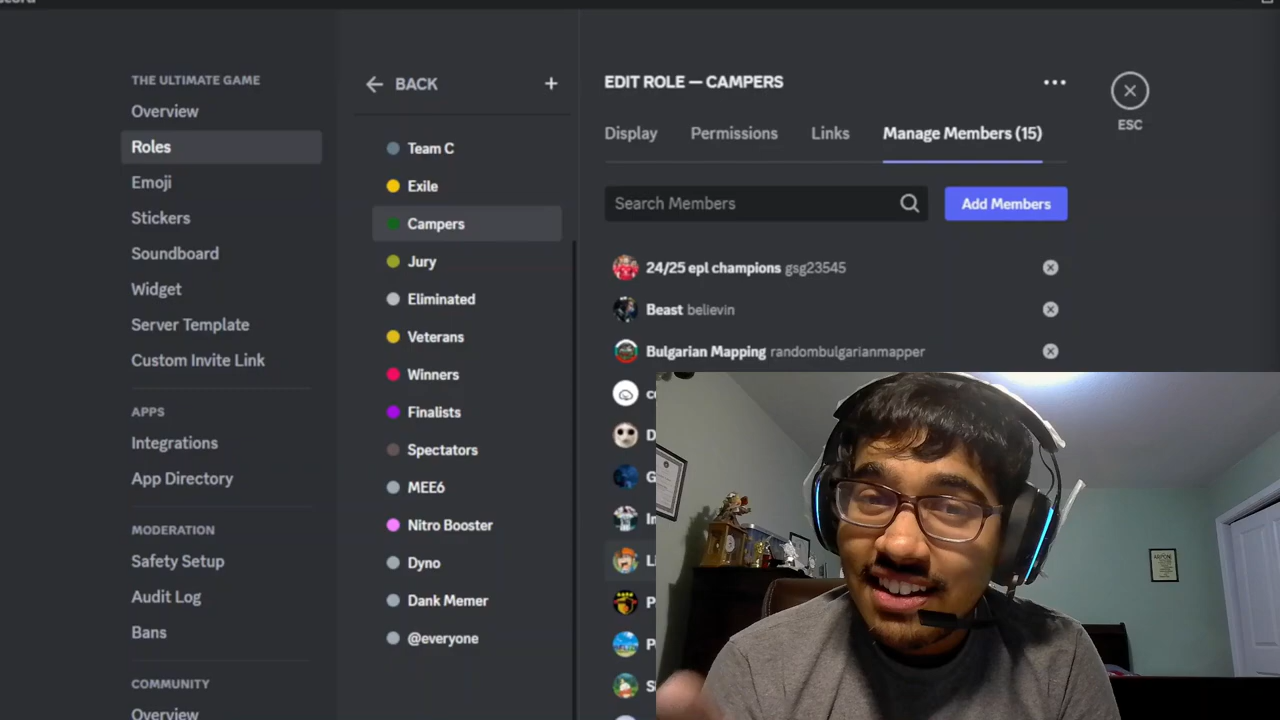 THE ULTIMATE GAME
Overview
Roles
Emoji
Stickers
Soundboard
Widget
Server Template
Custom Invite Link
APPS
Integrations
App Directory
MODERATION
Safety Setup
Audit Log
Bans
COMMUNITY
Overview
BACK
Team C
Exile
Campers
Jury
Eliminated
Veterans
Winners
Finalists
Spectators
MEE6
Nitro Booster
Dyno
Dank Memer
@everyone
EDIT ROLE — CAMPERS
ESC
Display Permissions Links Manage Members (15)
Search Members
Add Members
24/25 epl champions gsg23545
Beast believin
Bulgarian Mapping randombulgarianmapper